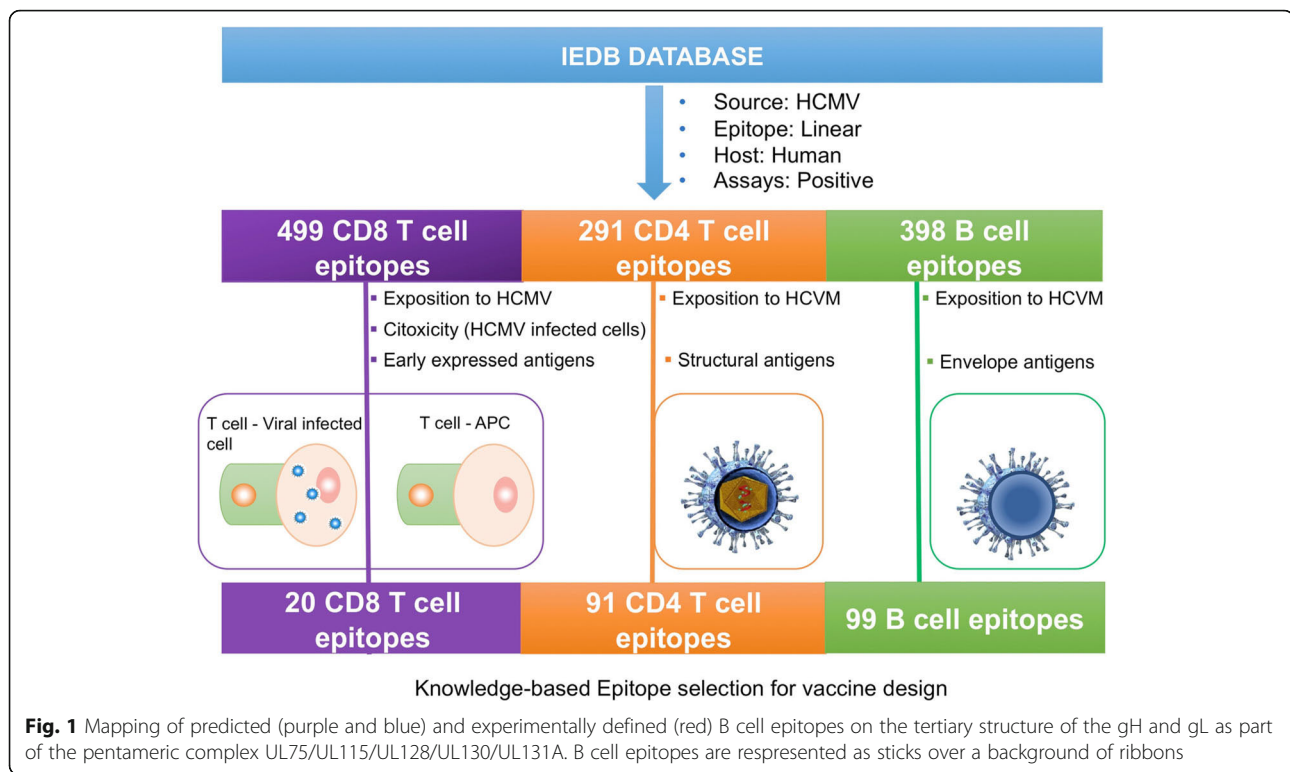 IEDB DATABASE
• Source: HCMV
• Epitope: Linear
• Host: Human
• Assays: Positive
499 CD8 T cell
epitopes
291 CD4 T cell
epitopes
398 B cell
epitopes
▪ Exposition to HCMV
▪ Citoxicity (HCMV infected cells)
▪ Early expressed antigens
▪ Exposition to HCVM
▪ Structural antigens
▪ Exposition to HCVM
▪ Envelope antigens
T cell - Viral infected
cell
T cell - APC
20 CD8 T cell
epitopes
91 CD4 T cell
epitopes
99 B cell epitopes
Knowledge-based Epitope selection for vaccine design
Fig. 1 Mapping of predicted (purple and blue) and experimentally defined (red) B cell epitopes on the tertiary structure of the gH and gL as part
of the pentameric complex UL75/UL115/UL128/UL130/UL131A. B cell epitopes are respresented as sticks over a background of ribbons